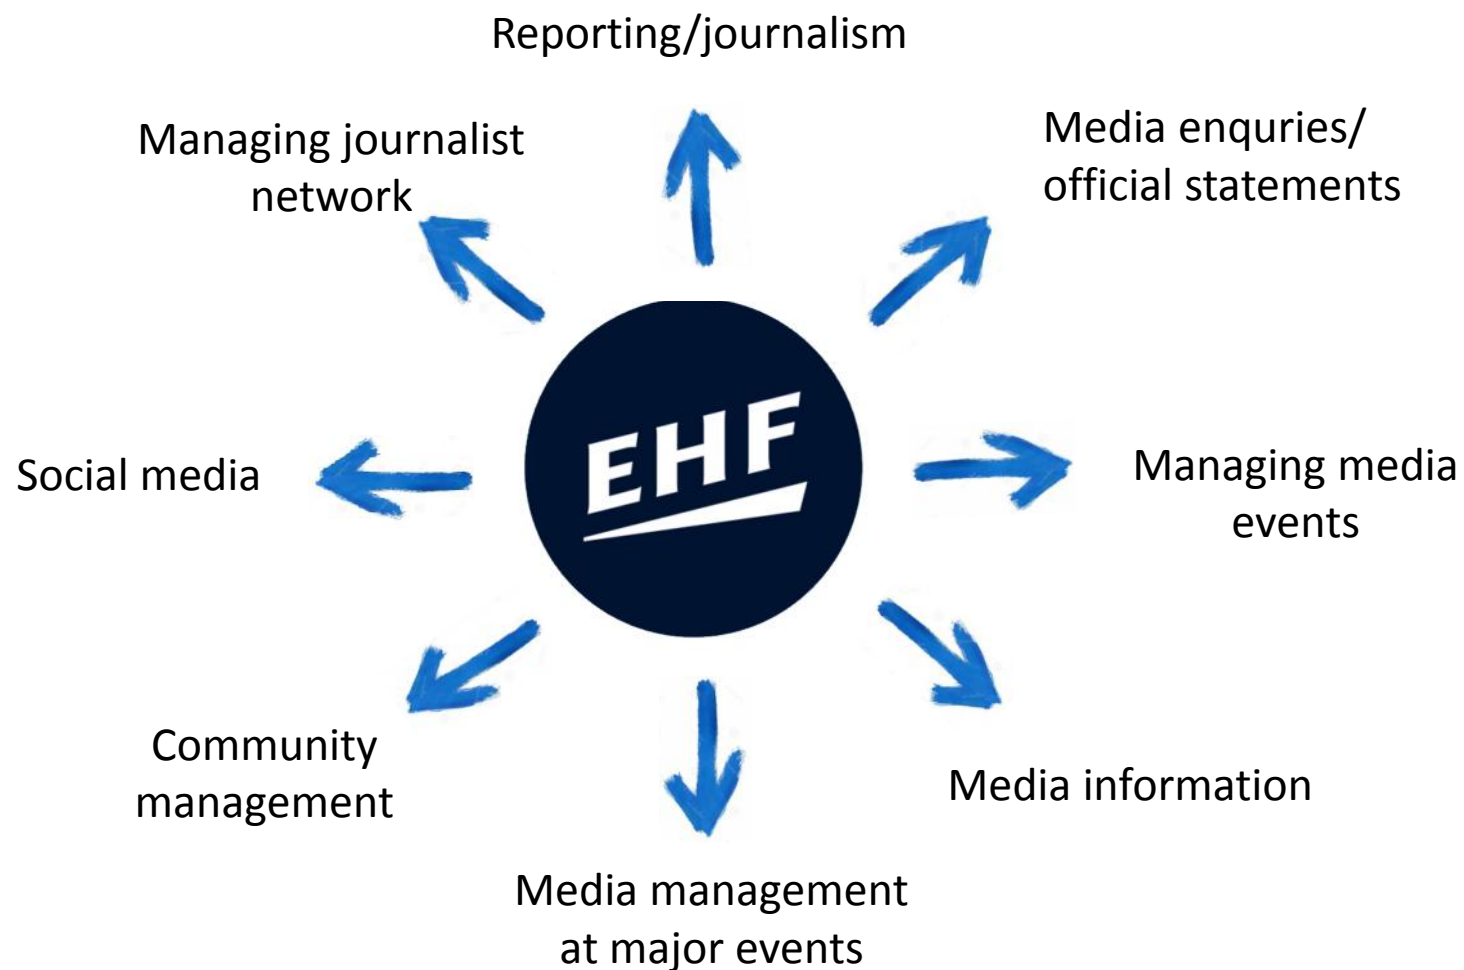 Reporting/journalism
Managing journalist
network
Media enquries/
official statements
EHF
Social media
Managing media
events
Community
management
Media information
Media management
at major events